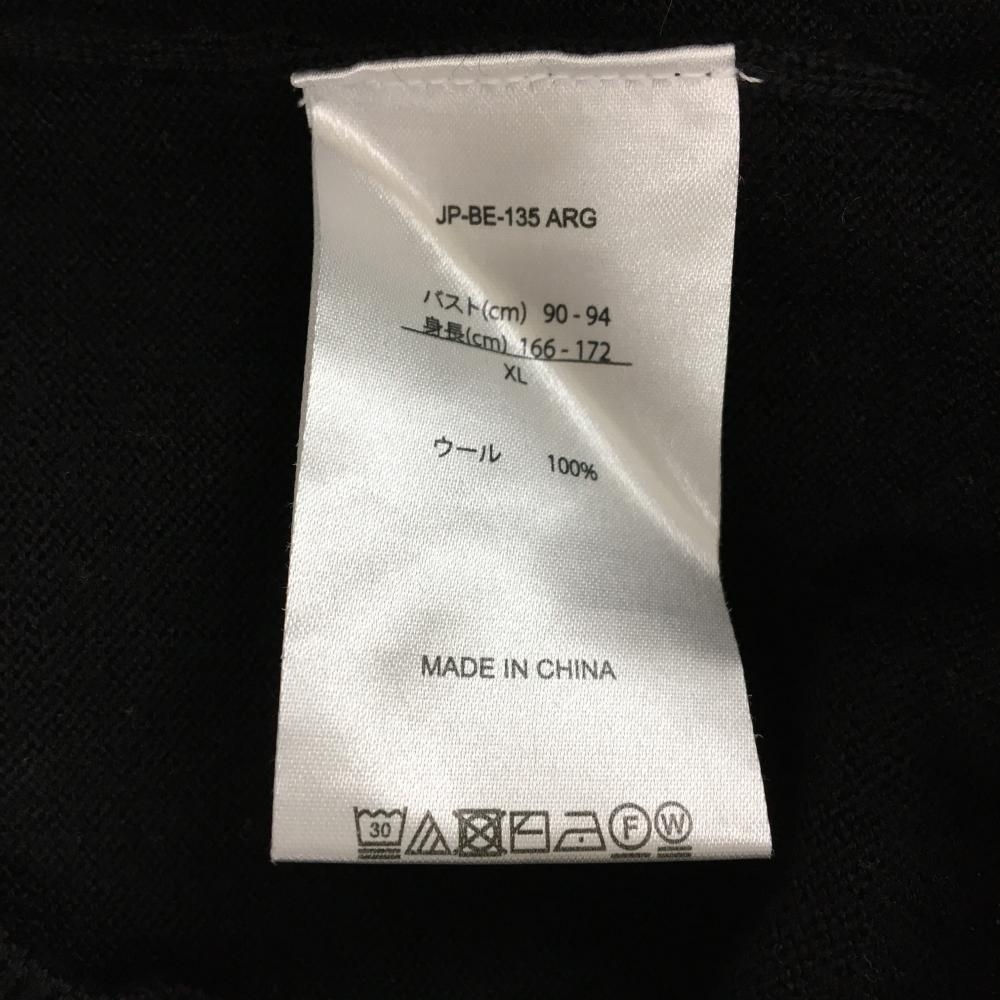 JP-BE-135 ARG
バスト(cm) 90 - 94
身長(cm) 166 - 172
XL
ウール 100%
MADE IN CHINA
30 F W